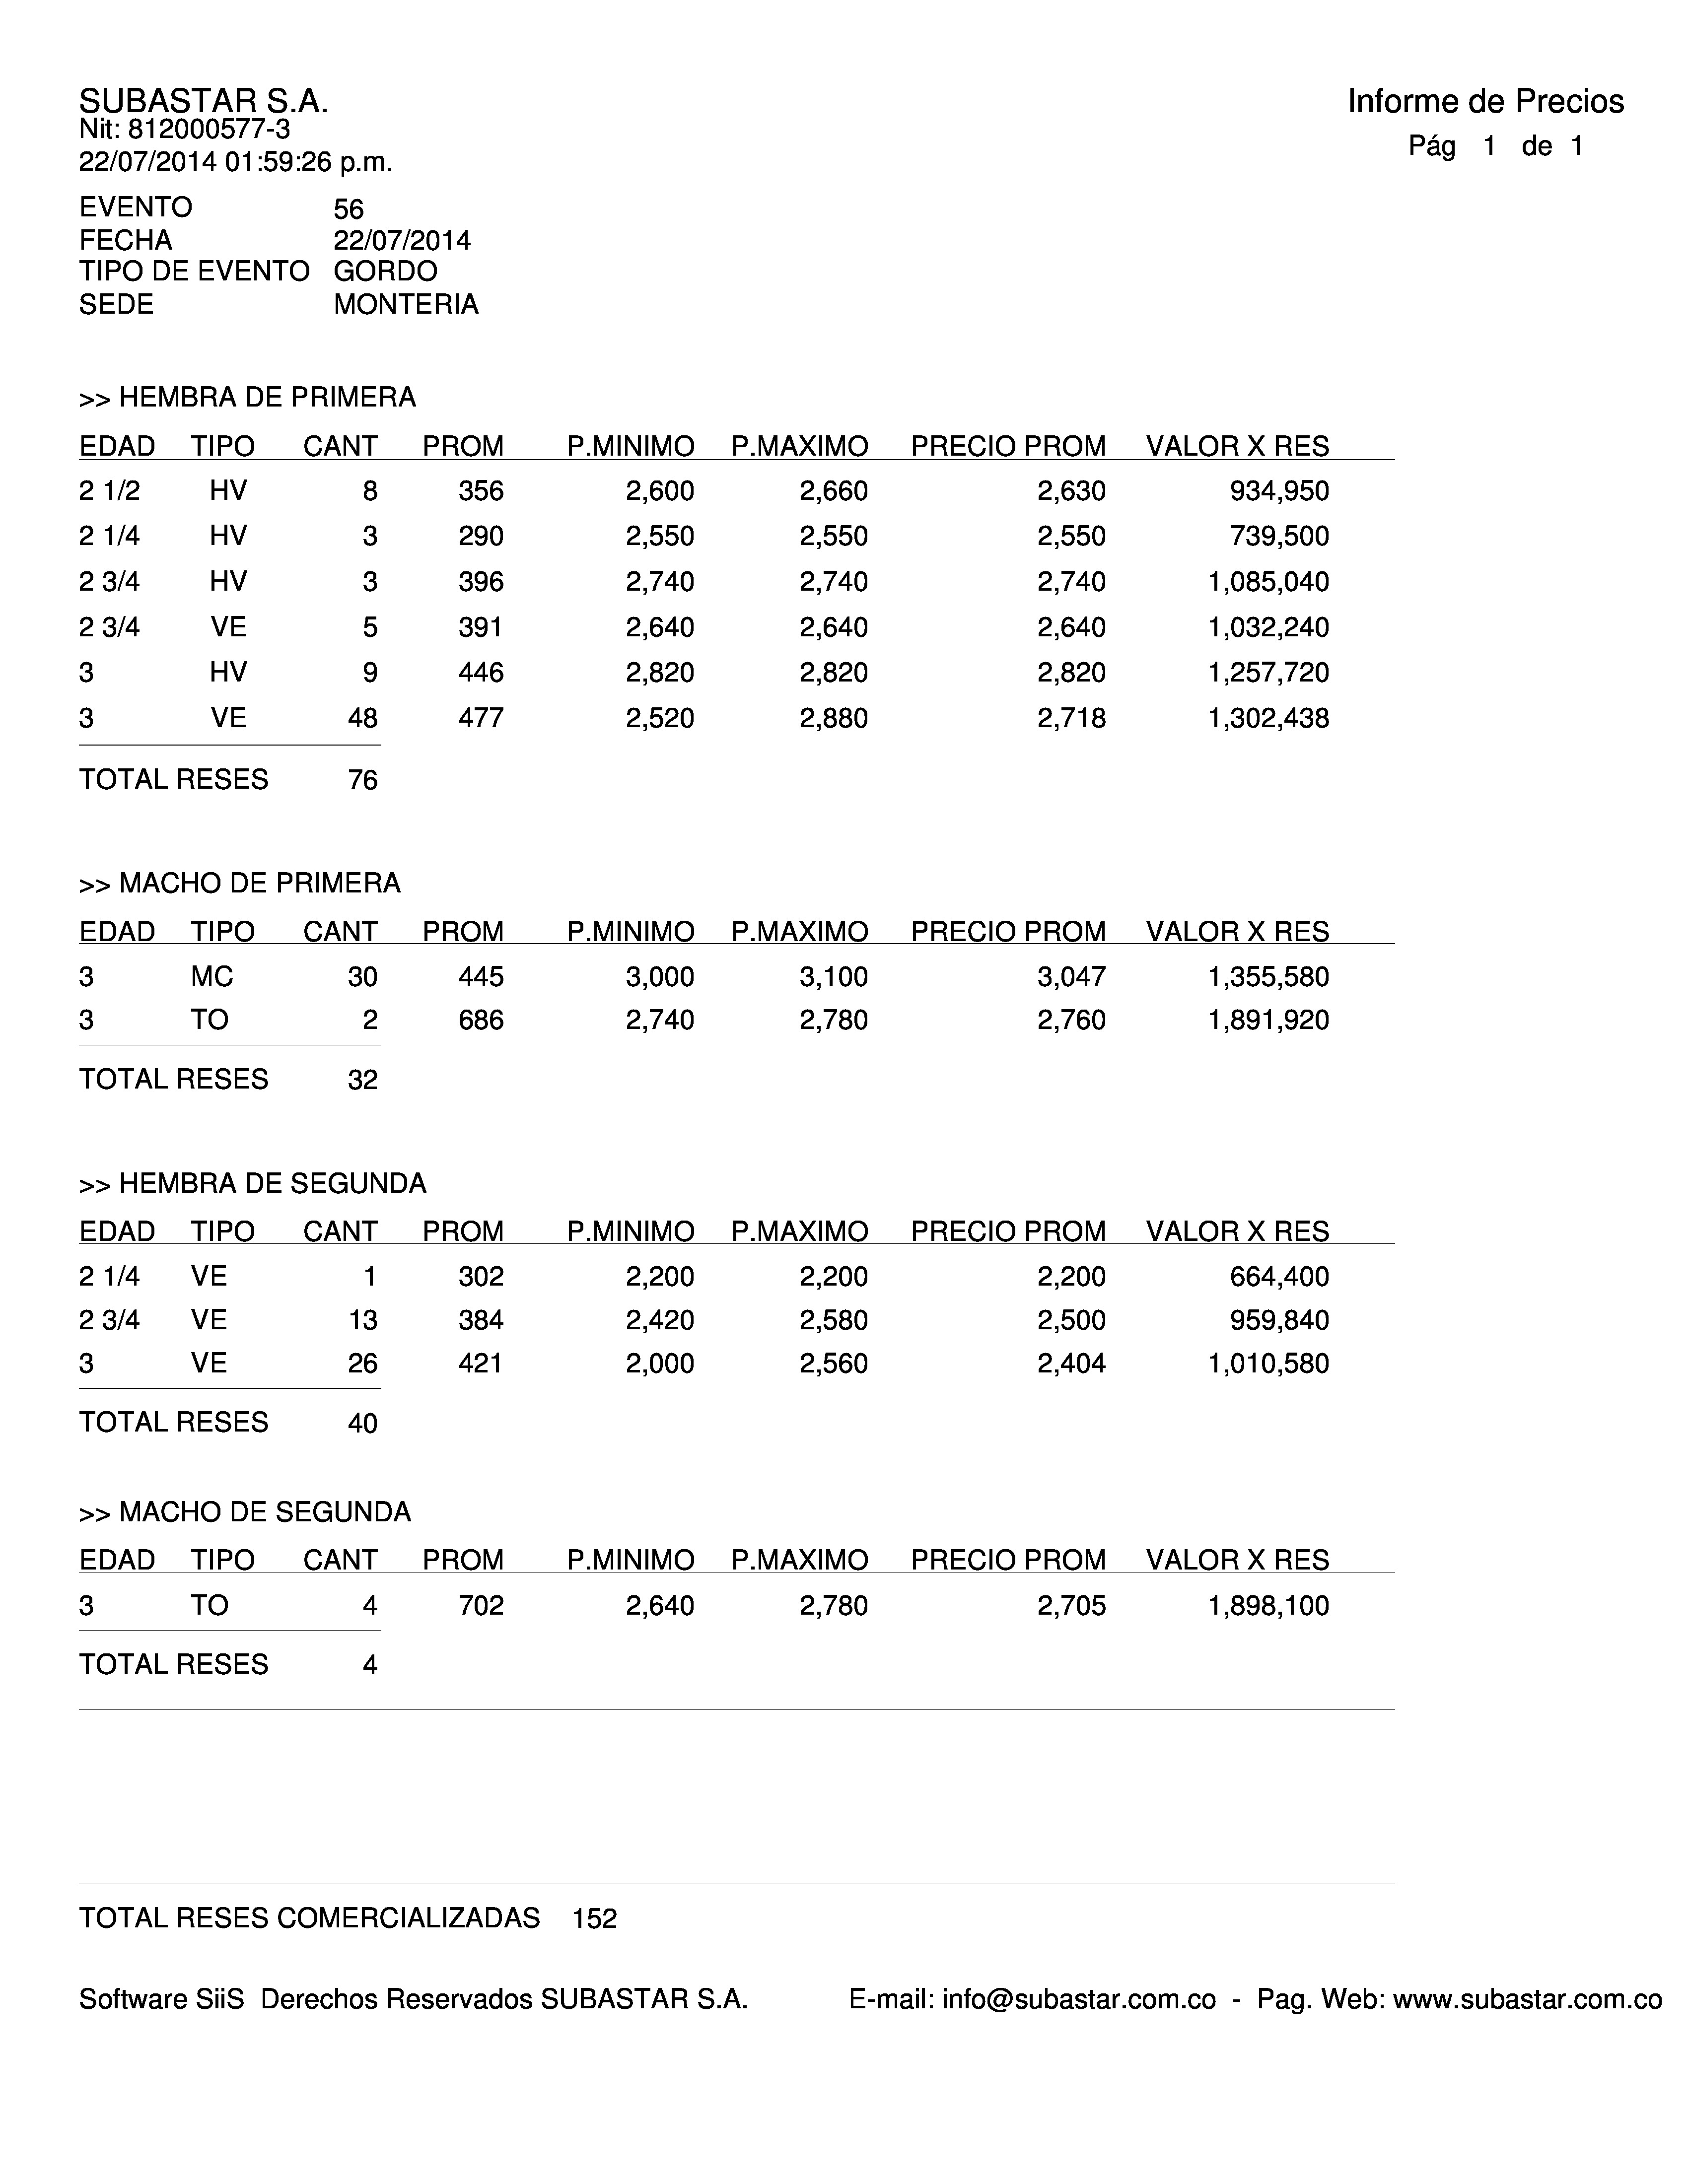 SUBASTAR S.A.
Informe de Precios
Nit: 812000577-3
Pág 1 de 1
22/07/2014 01:59:26 p.m.
EVENTO 56
FECHA 22/07/2014
TIPO DE EVENTO GORDO
SEDE MONTERIA
>> HEMBRA DE PRIMERA
EDAD TIPO CANT PROM P.MINIMO P.MAXIMO PRECIO PROM VALOR X RES
2 1/2 HV 8 356 2,600 2,660 2,630 934,950
2 1/4 HV 3 290 2,550 2,550 2,550 739,500
2 3/4 HV 3 396 2,740 2,740 2,740 1,085,040
2 3/4 VE 5 391 2,640 2,640 2,640 1,032,240
3 HV 9 446 2,820 2,820 2,820 1,257,720
3 VE 48 477 2,520 2,880 2,718 1,302,438
TOTAL RESES 76
>> MACHO DE PRIMERA
EDAD TIPO CANT PROM P.MINIMO P.MAXIMO PRECIO PROM VALOR X RES
3 MC 30 445 3,000 3,100 3,047 1,355,580
3 TO 2 686 2,740 2,780 2,760 1,891,920
TOTAL RESES 32
>> HEMBRA DE SEGUNDA
EDAD TIPO CANT PROM P.MINIMO P.MAXIMO PRECIO PROM VALOR X RES
2 1/4 VE 1 302 2,200 2,200 2,200 664,400
2 3/4 VE 13 384 2,420 2,580 2,500 959,840
3 VE 26 421 2,000 2,560 2,404 1,010,580
TOTAL RESES 40
>> MACHO DE SEGUNDA
EDAD TIPO CANT PROM P.MINIMO P.MAXIMO PRECIO PROM VALOR X RES
3 TO 4 702 2,640 2,780 2,705 1,898,100
TOTAL RESES 4
TOTAL RESES COMERCIALIZADAS 152
Software SiiS Derechos Reservados SUBASTAR S.A. E-mail: info@subastar.com.co - Pag. Web: www.subastar.com.co